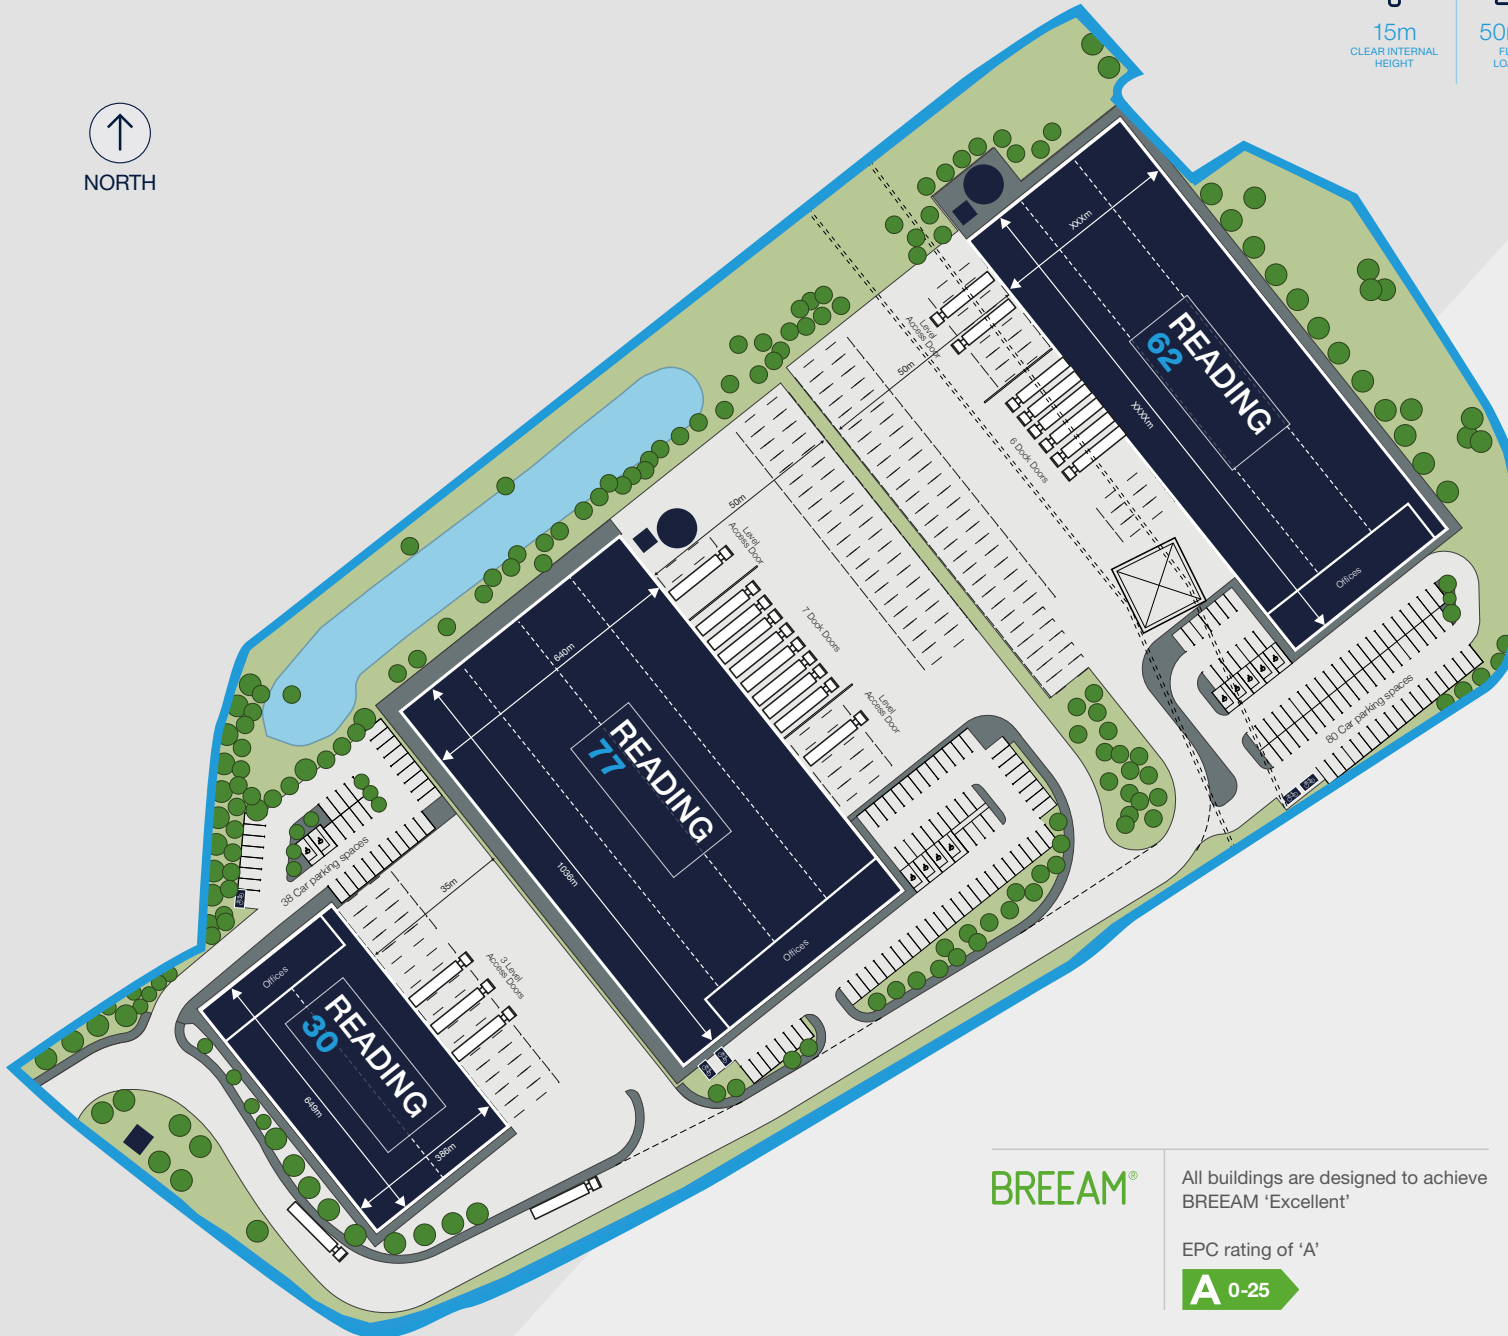 15m
CLEAR INTERNAL
HEIGHT
NORTH
XXXm
READING
62
XXXXm
Offices
Level
Access Door
50m
6 Dock Doors
80 Car parking spaces
50m
Level
Access Door
7 Dock Doors
Level
Access Door
640m
READING
77
1036m
Offices
38 Car parking spaces
35m
3 Level
Access Doors
Offices
READING
30
649m
386m
BREEAM®
All buildings are designed to achieve
BREEAM ‘Excellent’
EPC rating of ‘A’
A 0-25